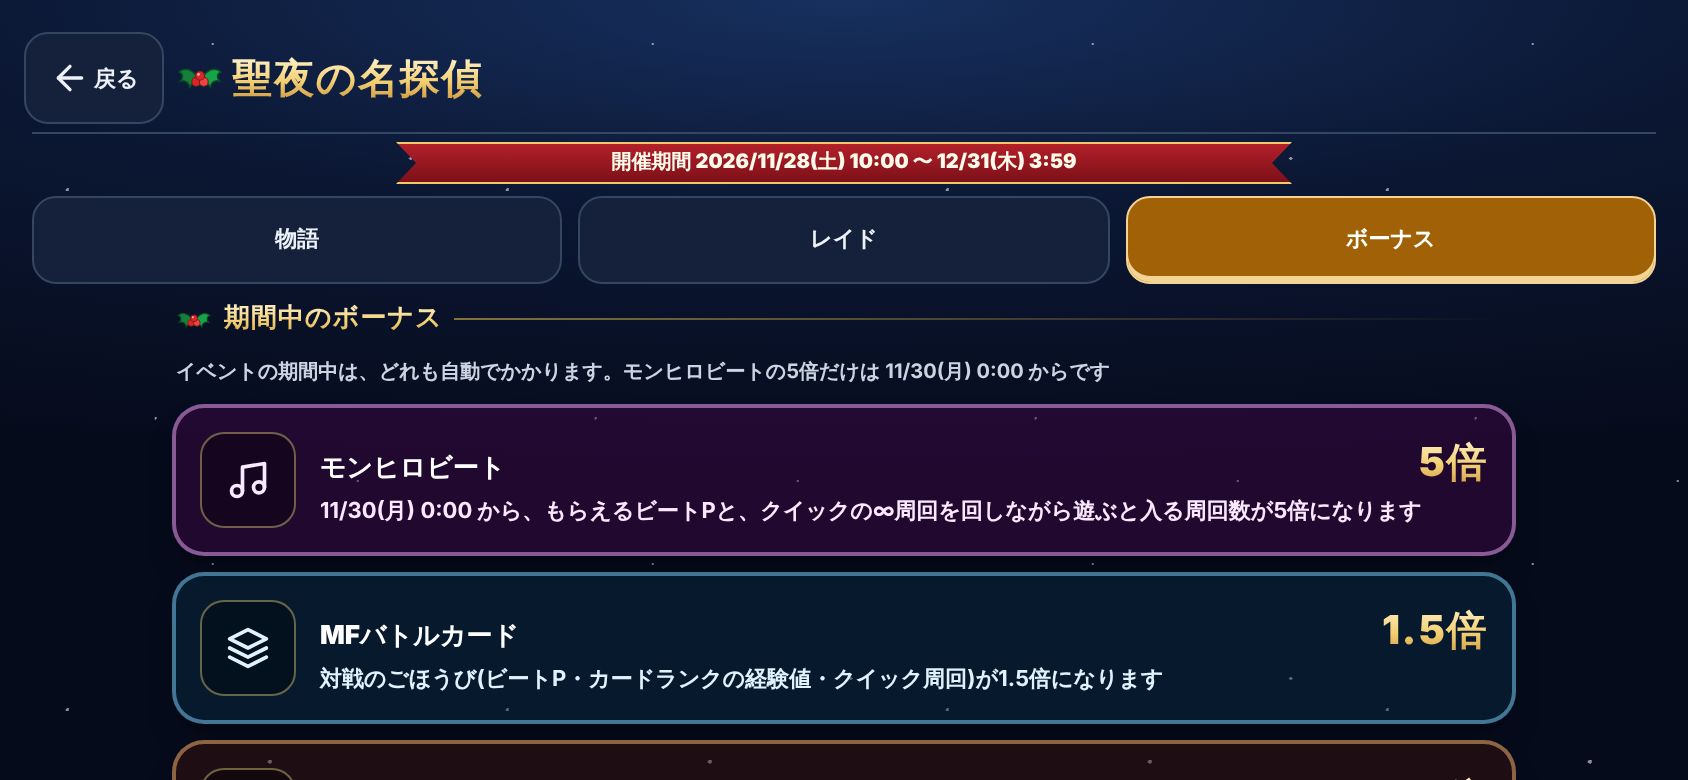 戻る
聖夜の名探偵
開催期間 2026/11/28(土) 10:00 〜 12/31(木) 3:59
物語
レイド
ボーナス
期間中のボーナス
イベントの期間中は、どれも自動でかかります。モンヒロビートの5倍だけは 11/30(月) 0:00 からです
モンヒロビート
5倍
11/30(月) 0:00 から、もらえるビートPと、クイックの∞周回を回しながら遊ぶと入る周回数が5倍になります
MFバトルカード
1.5倍
対戦のごほうび(ビートP・カードランクの経験値・クイック周回)が1.5倍になります